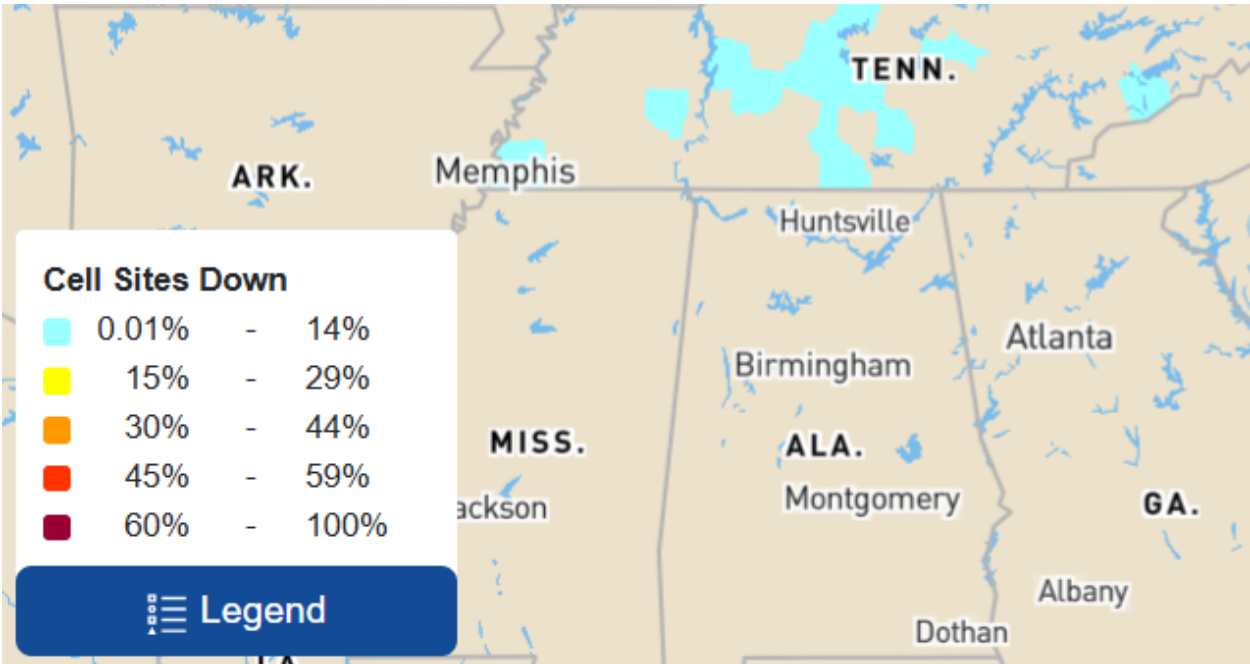 TENN.
ARK.
Memphis
Huntsville
Cell Sites Down
0.01% - 14%
15% - 29%
30% - 44%
45% - 59%
60% - 100%
Atlanta
Birmingham
MISS.
ALA.
ackson
Montgomery
GA.
Albany
Legend
Dothan